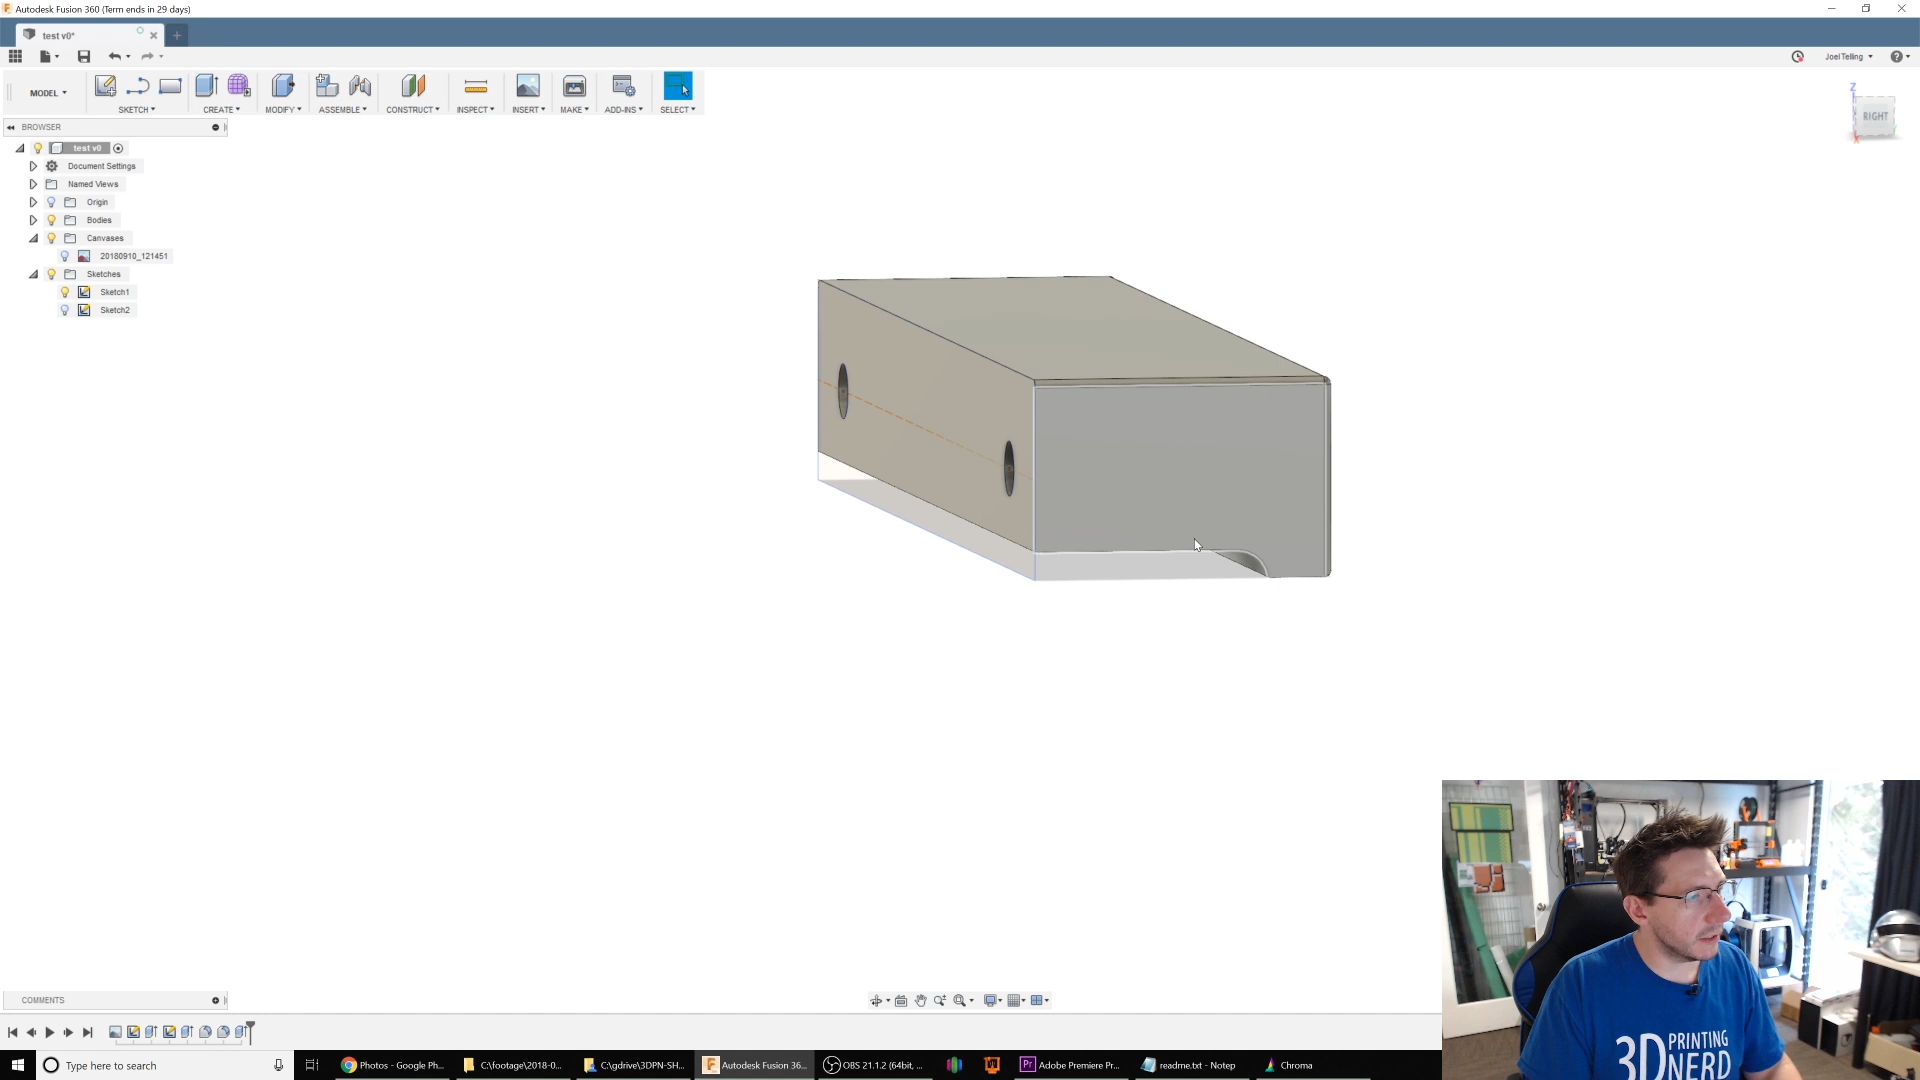 Autodesk Fusion 360 (Term ends in 29 days)
test v0*
Joel Telling
MODEL
SKETCH
CREATE
MODIFY
ASSEMBLE
CONSTRUCT
INSPECT
INSERT
MAKE
ADD-INS
SELECT
Z
RIGHT
X
BROWSER
test v0
Document Settings
Named Views
Origin
Bodies
Canvases
20180910_121451
Sketches
Sketch1
Sketch2
COMMENTS
3D PRINTING
NERD
Type here to search
Photos - Google Ph...
C:\footage\2018-0...
C:\gdrive\3DPN-SH...
Autodesk Fusion 36...
OBS 21.1.2 (64bit, ...
Pr
Adobe Premiere Pr...
readme.txt - Notep
Chroma